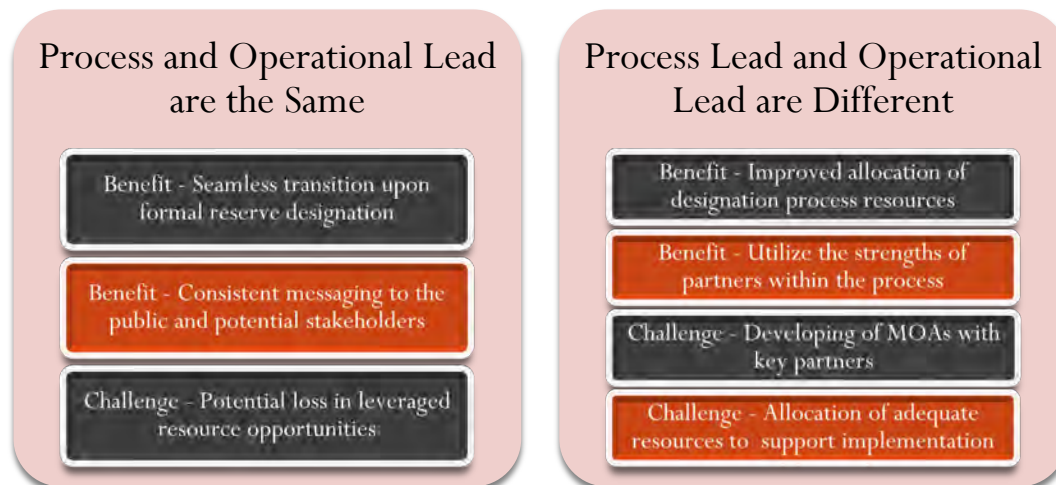 Process and Operational Lead
are the Same
Benefit - Seamless transition upon
formal reserve designation
Benefit - Consistent messaging to the
public and potential stakeholders
Challenge - Potential loss in leveraged
resource opportunities
Process Lead and Operational
Lead are Different
Benefit - Improved allocation of
designation process resources
Benefit - Utilize the strengths of
partners within the process
Challenge - Developing of MOAs with
key partners
Challenge - Allocation of adequate
resources to support implementation